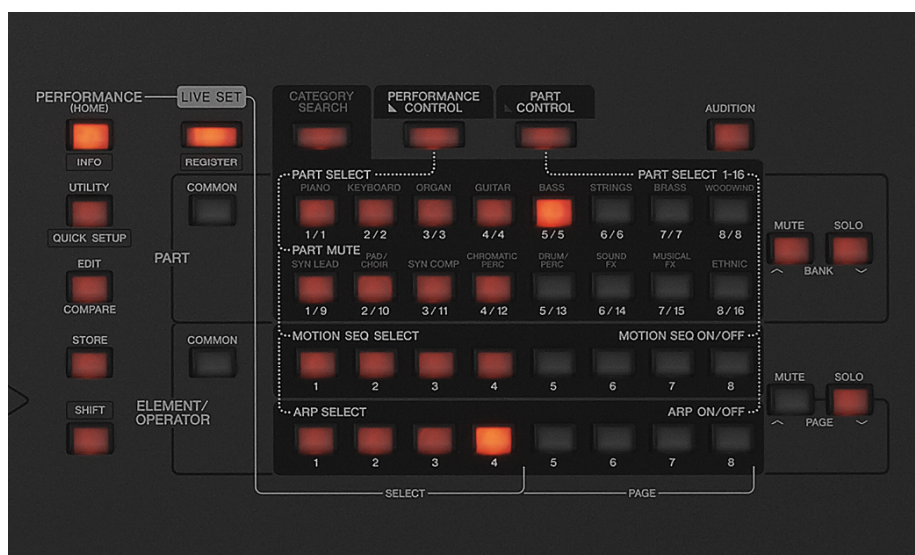 PERFORMANCE
(HOME)
LIVE SET
CATEGORY
SEARCH
PERFORMANCE
CONTROL
PART
CONTROL
AUDITION
INFO
REGISTER
PART SELECT
PART SELECT 1-16
UTILITY
COMMON
PIANO KEYBOARD ORGAN GUITAR BASS STRINGS BRASS WOODWIND
1/1 2/2 3/3 4/4 5/5 6/6 7/7 8/8
MUTE SOLO
QUICK SETUP
PART MUTE
EDIT
PART
SYN LEAD PAD/CHOIR SYN COMP CHROMATIC PERC DRUM/PERC SOUND FX MUSICAL FX ETHNIC
BANK
COMPARE
1/9 2/10 3/11 4/12 5/13 6/14 7/15 8/16
STORE
COMMON
MOTION SEQ SELECT
MOTION SEQ ON/OFF
1 2 3 4 5 6 7 8
MUTE SOLO
SHIFT
ELEMENT/
OPERATOR
ARP SELECT
ARP ON/OFF
PAGE
1 2 3 4 5 6 7 8
SELECT
PAGE